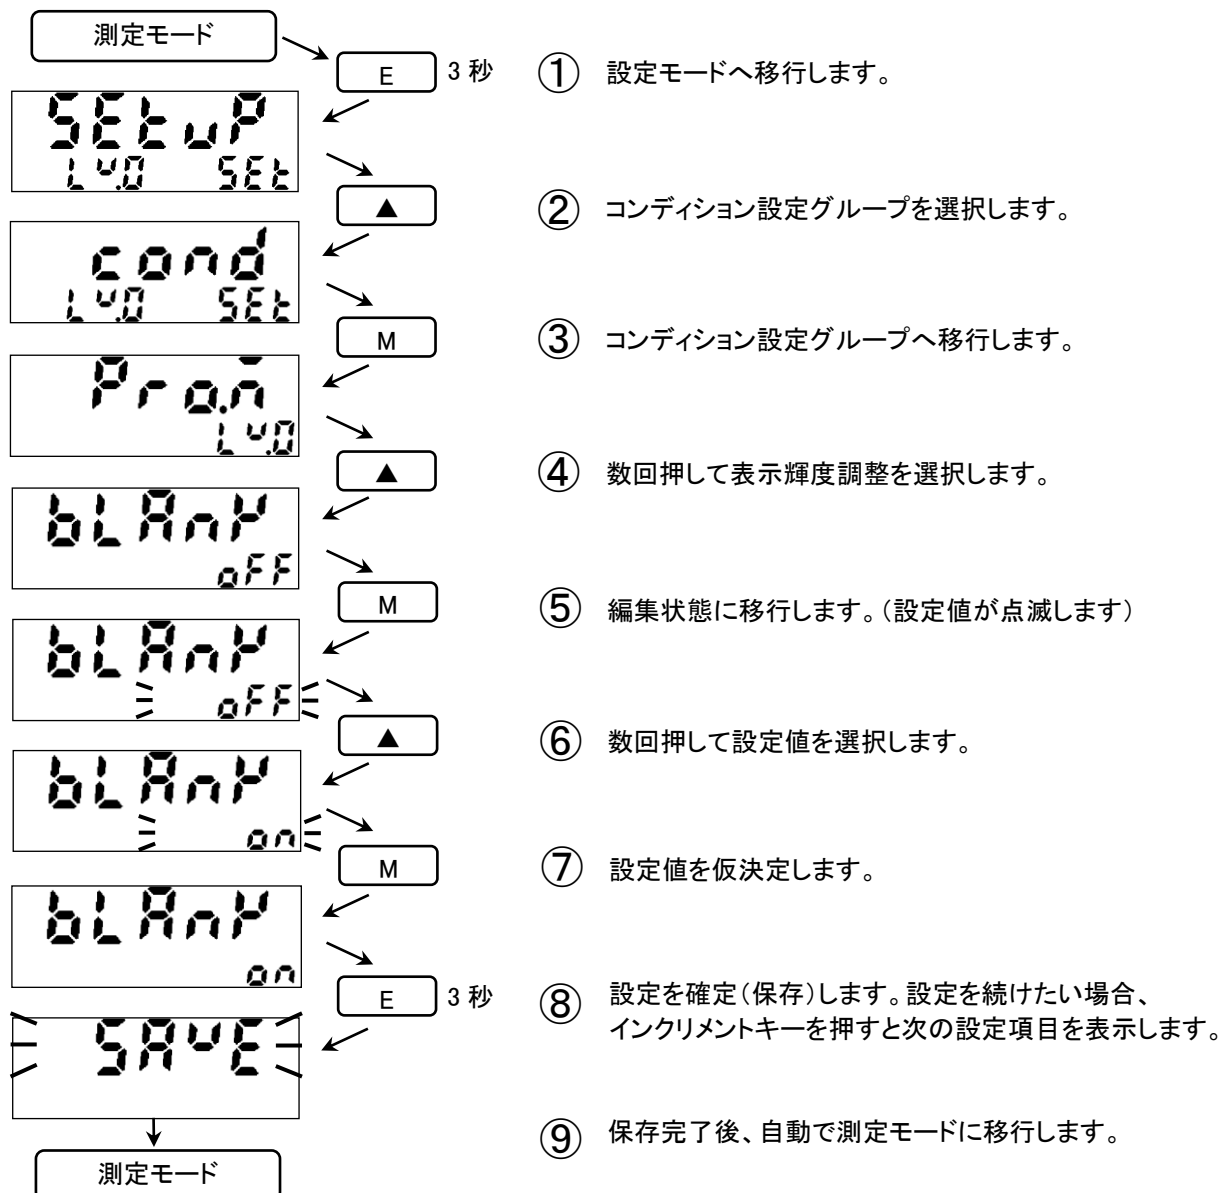 測定モード
E 3 秒 ① 設定モードへ移行します。
SEtuP
Lv.0 SEt
▲ ② コンディション設定グループを選択します。
cond
Lv.0 SEt
M ③ コンディション設定グループへ移行します。
Pro.n
Lv.0
▲ ④ 数回押して表示輝度調整を選択します。
bLAnK
oFF
M ⑤ 編集状態に移行します。（設定値が点滅します）
bLAnK
oFF
▲ ⑥ 数回押して設定値を選択します。
bLAnK
on
M ⑦ 設定値を仮決定します。
bLAnK
on
E 3 秒 ⑧ 設定を確定（保存）します。設定を続けたい場合、
インクリメントキーを押すと次の設定項目を表示します。
SAvE
⑨ 保存完了後、自動で測定モードに移行します。
測定モード